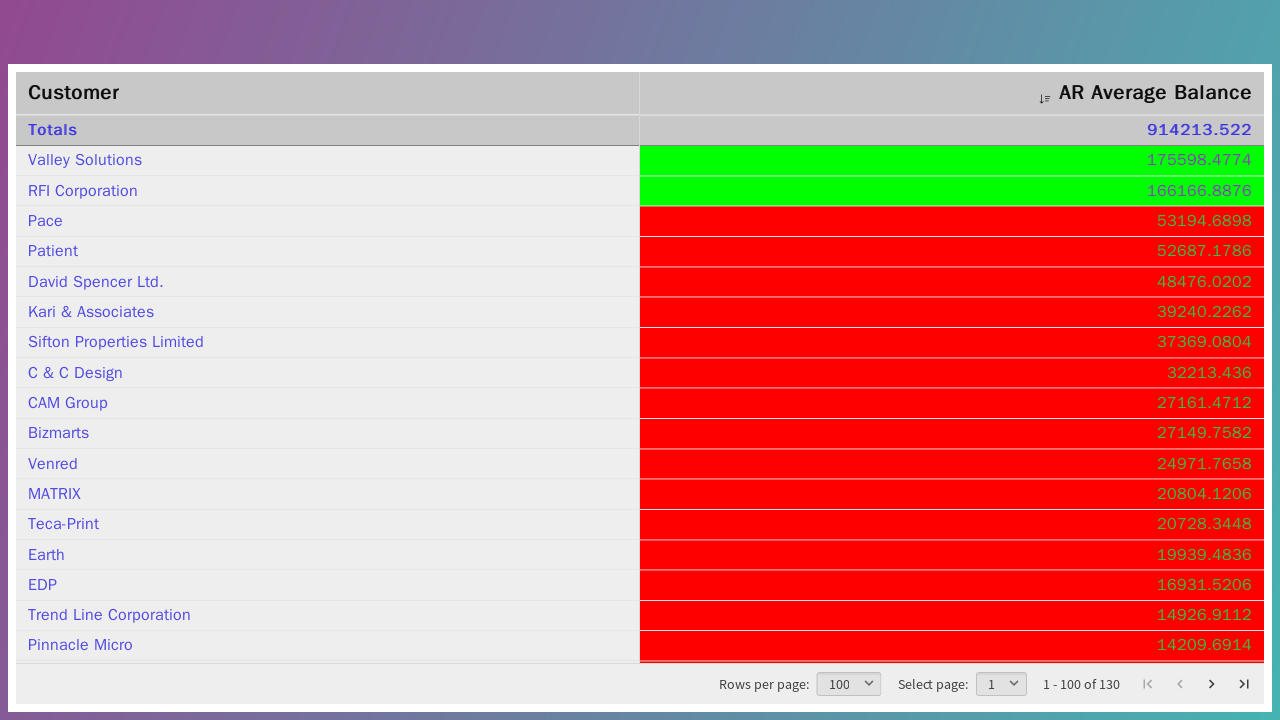 Customer AR Average Balance
Totals 914213.522
Valley Solutions 175598.4774
RFI Corporation 166166.8876
Pace 53194.6898
Patient 52687.1786
David Spencer Ltd. 48476.0202
Kari & Associates 39240.2262
Sifton Properties Limited 37369.0804
C & C Design 32213.436
CAM Group 27161.4712
Bizmarts 27149.7582
Venred 24971.7658
MATRIX 20804.1206
Teca-Print 20728.3448
Earth 19939.4836
EDP 16931.5206
Trend Line Corporation 14926.9112
Pinnacle Micro 14209.6914
Rows per page: 100 Select page: 1 1 - 100 of 130